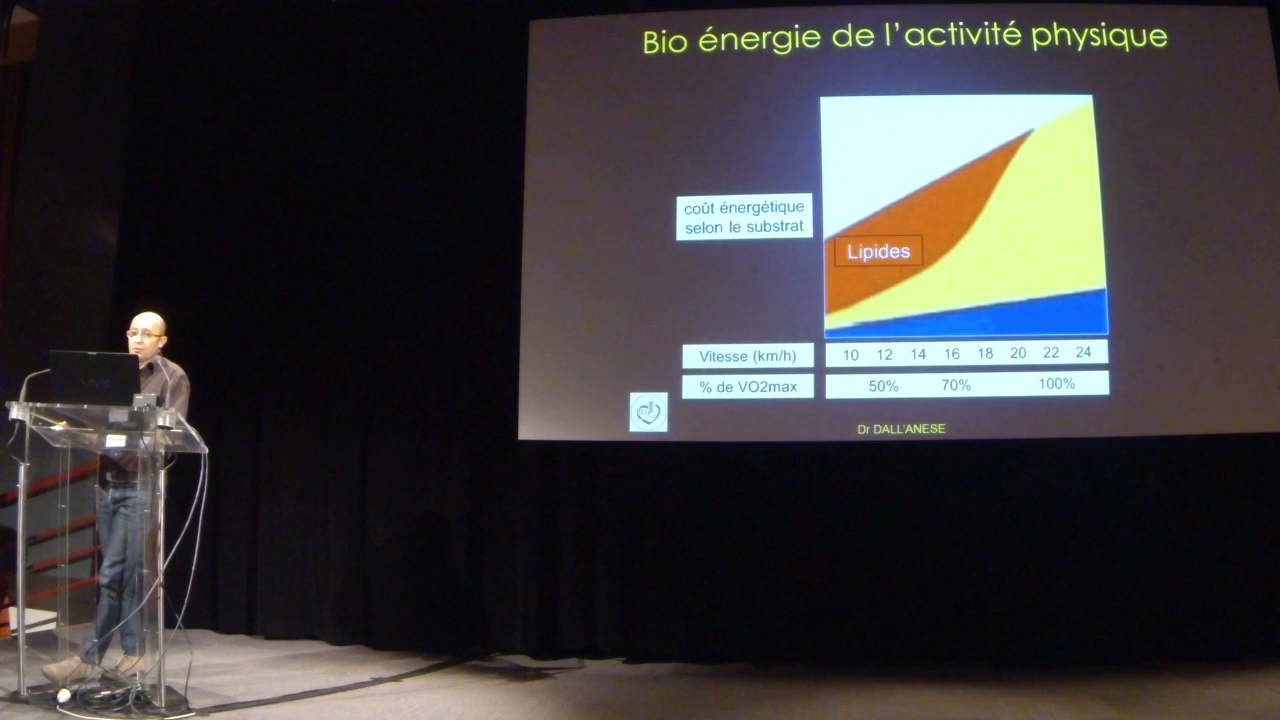 Bio énergie de l'activité physique
coût énergétique
selon le substrat
Lipides
Vitesse (km/h)
10 12 14 16 18 20 22 24
% de VO2max
50% 70% 100%
Dr DALL'ANESE